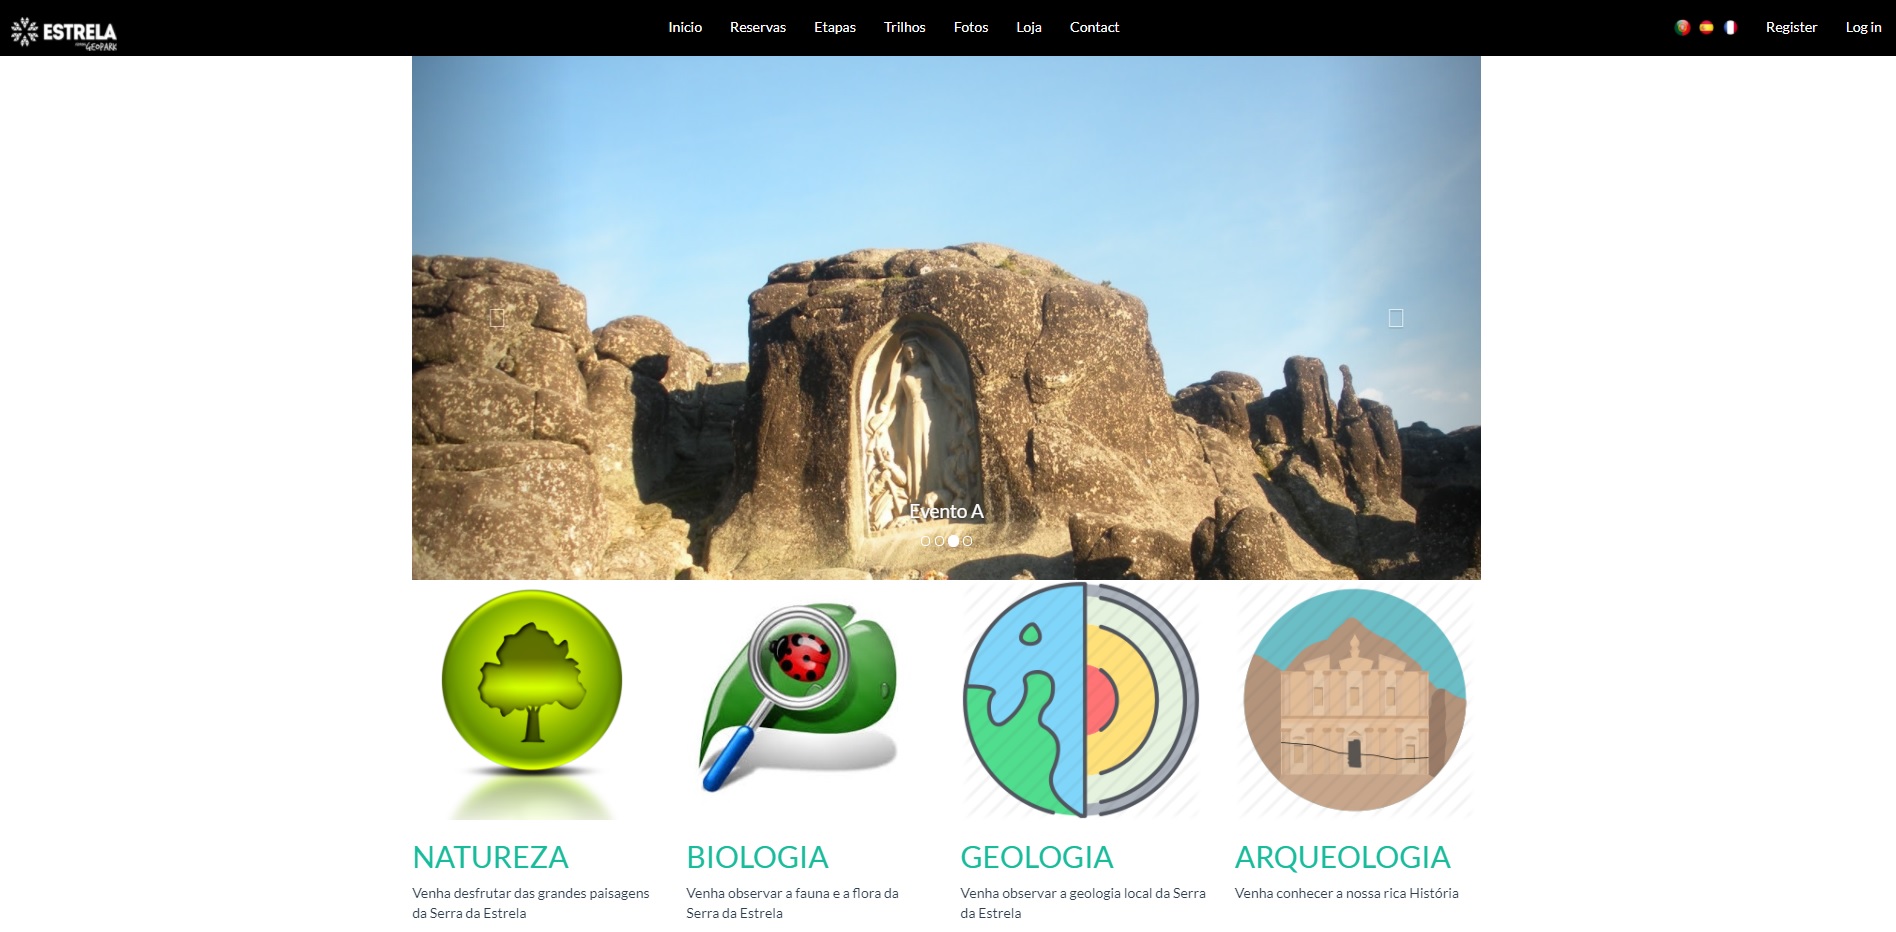 ESTRELA
GEOPARK
Inicio
Reservas
Etapas
Trilhos
Fotos
Loja
Contact
Register
Log in
Evento A
NATUREZA
Venha desfrutar das grandes paisagens
da Serra da Estrela
BIOLOGIA
Venha observar a fauna e a flora da
Serra da Estrela
GEOLOGIA
Venha observar a geologia local da Serra
da Estrela
ARQUEOLOGIA
Venha conhecer a nossa rica História